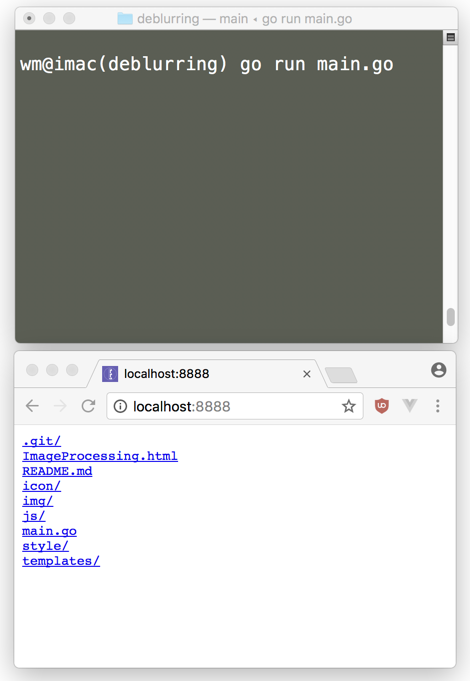 deblurring — main ◂ go run main.go
wm@imac(deblurring) go run main.go
localhost:8888
localhost:8888
.git/
ImageProcessing.html
README.md
icon/
img/
js/
main.go
style/
templates/